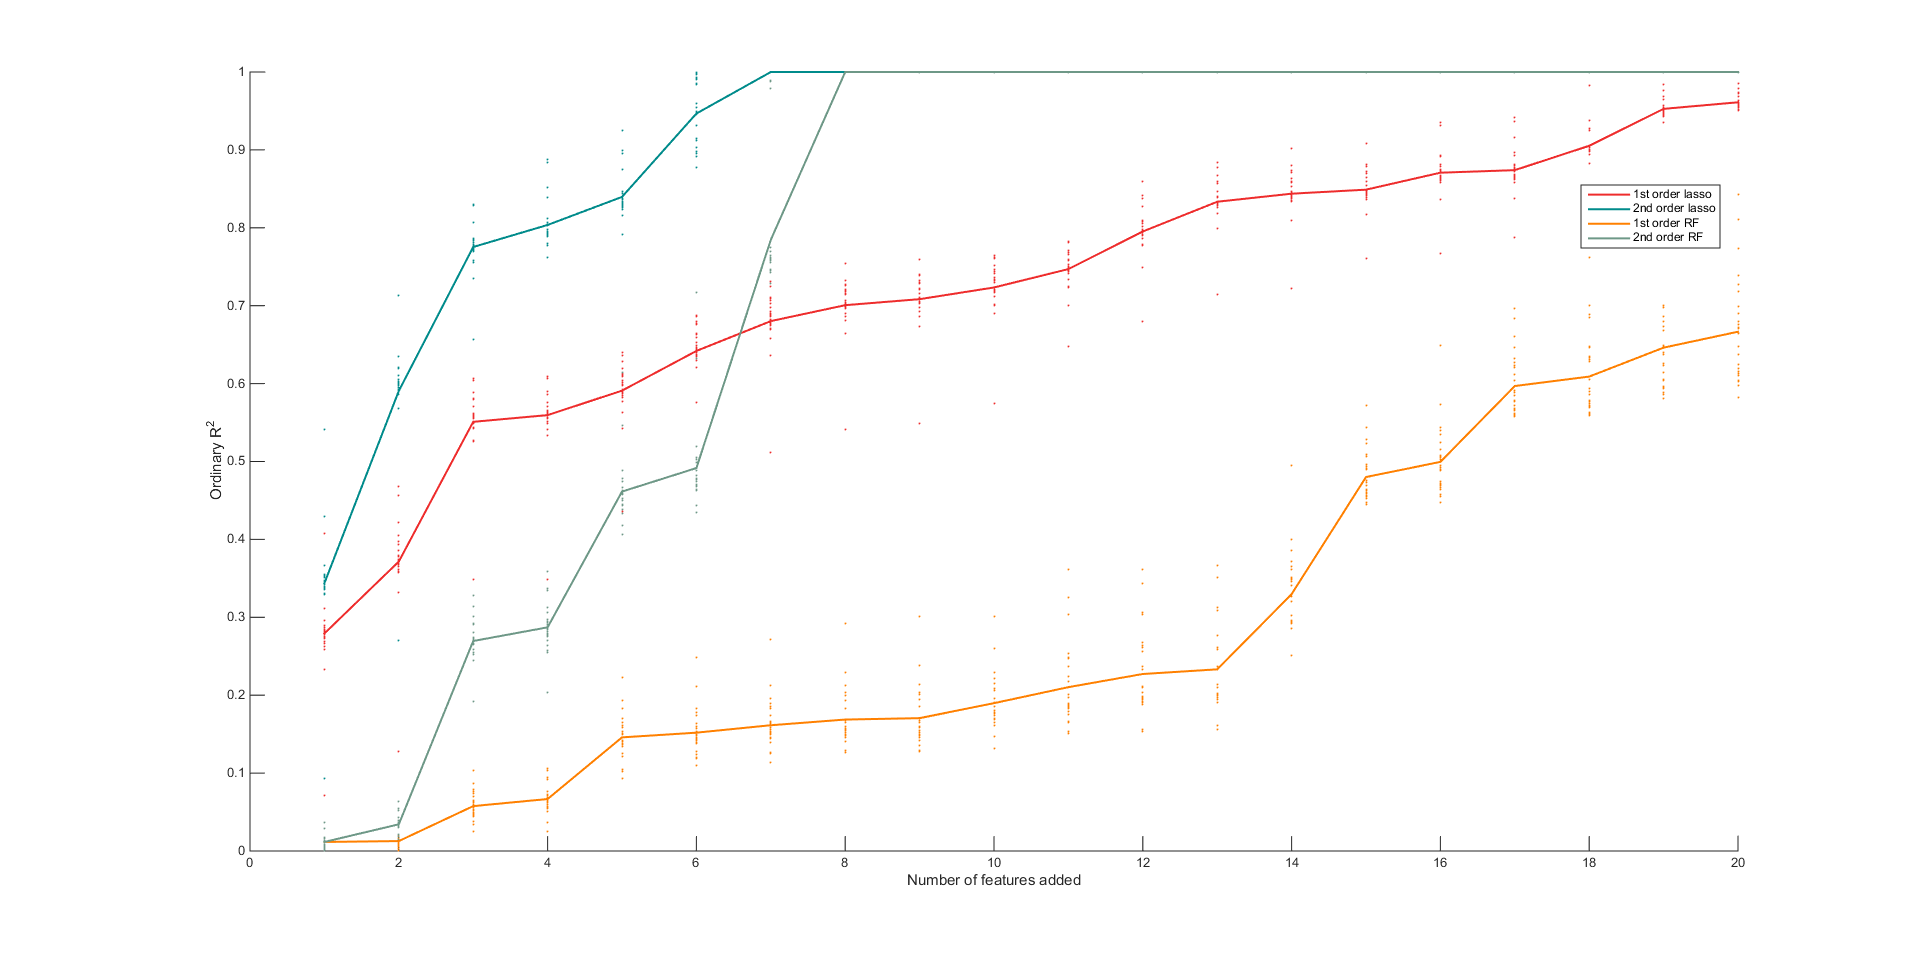 1
0.9
0.8
0.7
0.6
0.5
0.4
0.3
0.2
0.1
0
Ordinary R²
0 2 4 6 8 10 12 14 16 18 20
Number of features added
1st order lasso
2nd order lasso
1st order RF
2nd order RF